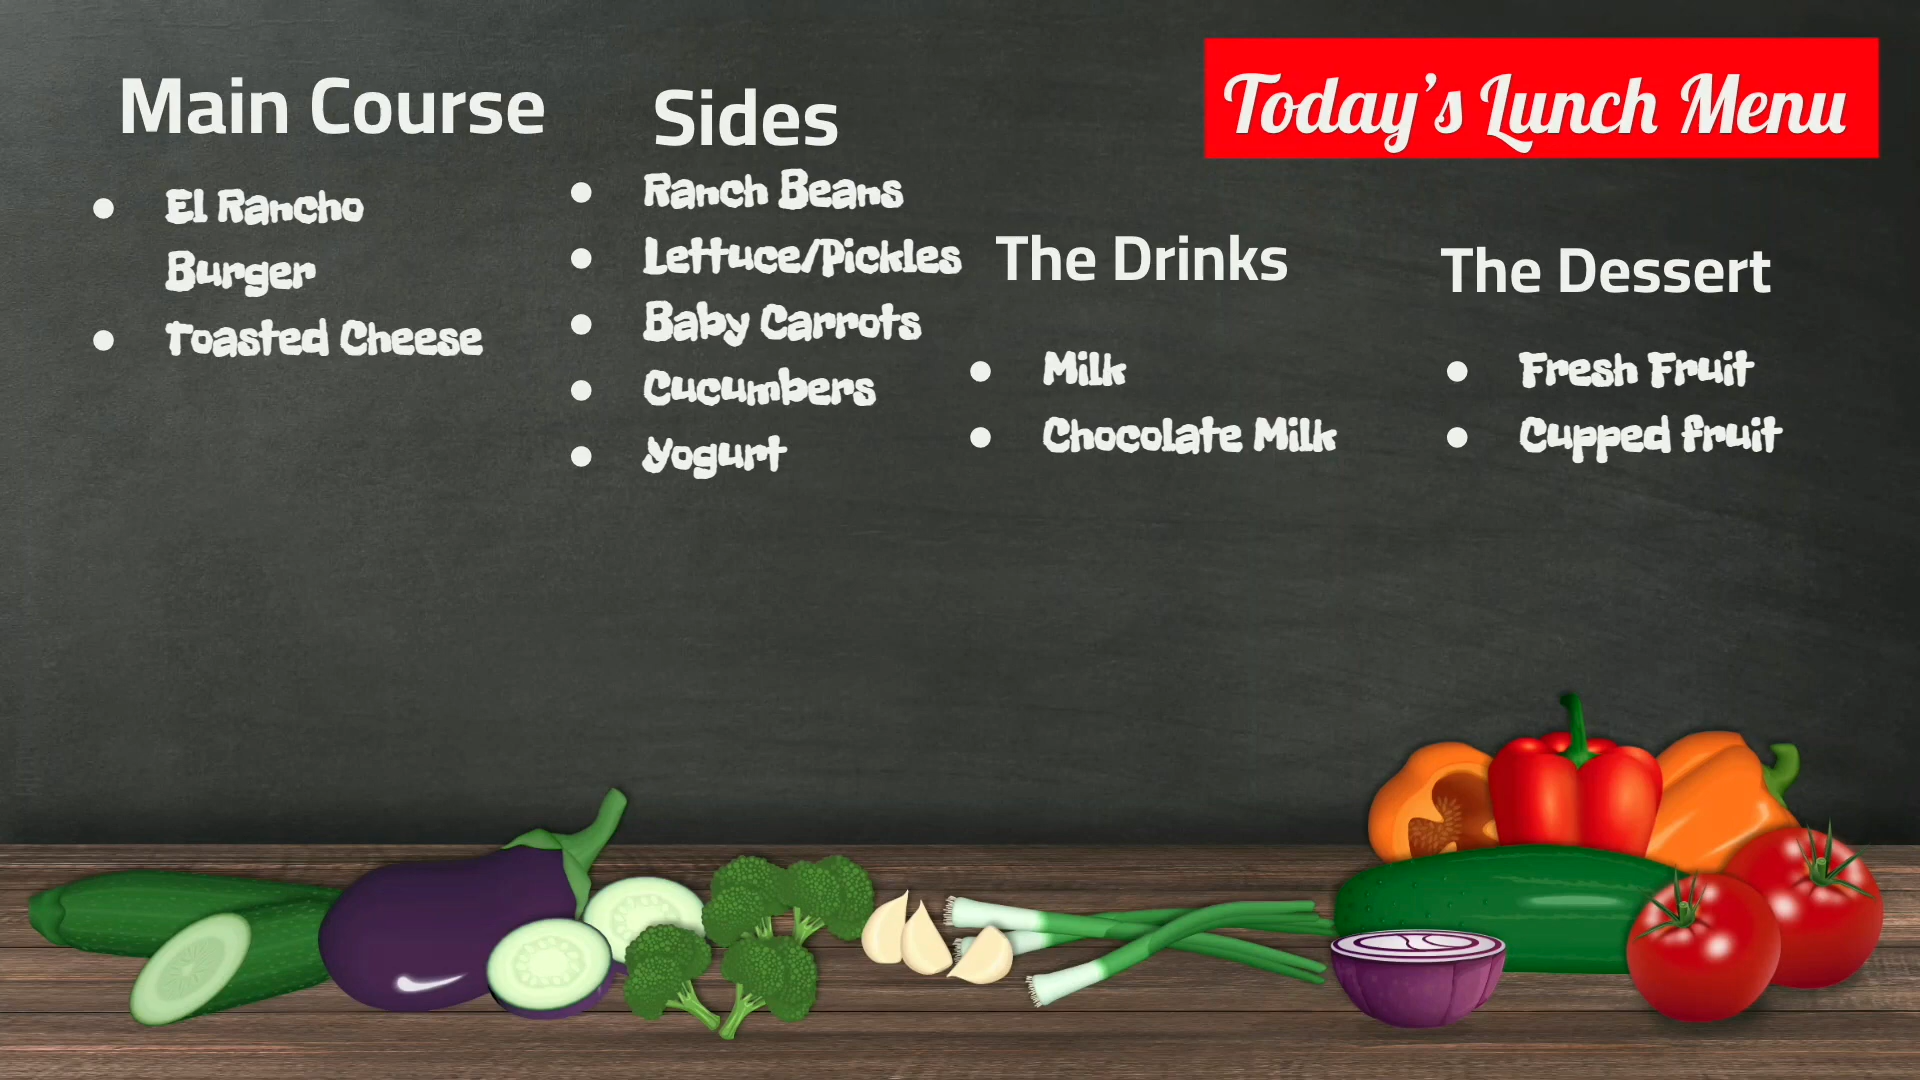 Today's Lunch Menu
Main Course
El Rancho
Burger
Toasted Cheese
Sides
Ranch Beans
Lettuce/Pickles
Baby Carrots
Cucumbers
Yogurt
The Drinks
Milk
Chocolate Milk
The Dessert
Fresh Fruit
Cupped fruit